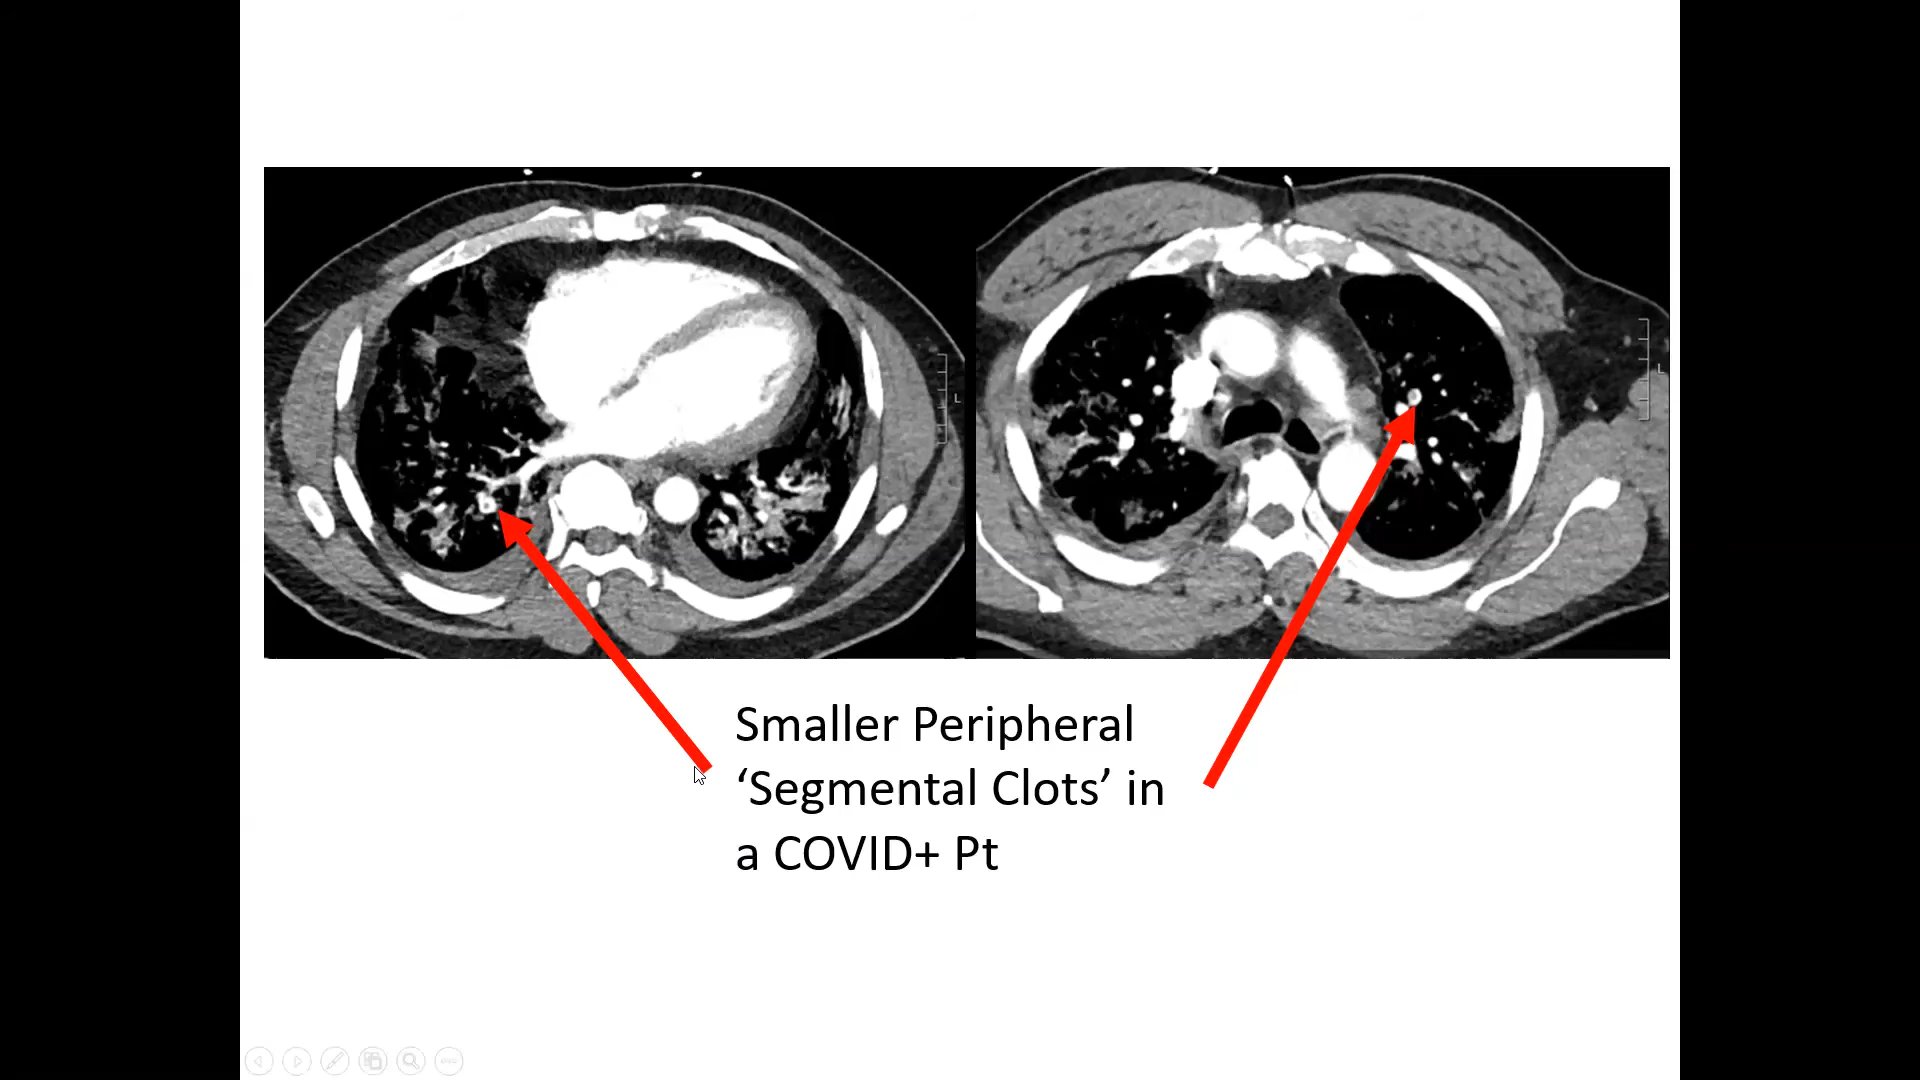 L
L
Smaller Peripheral
‘Segmental Clots’ in
a COVID+ Pt